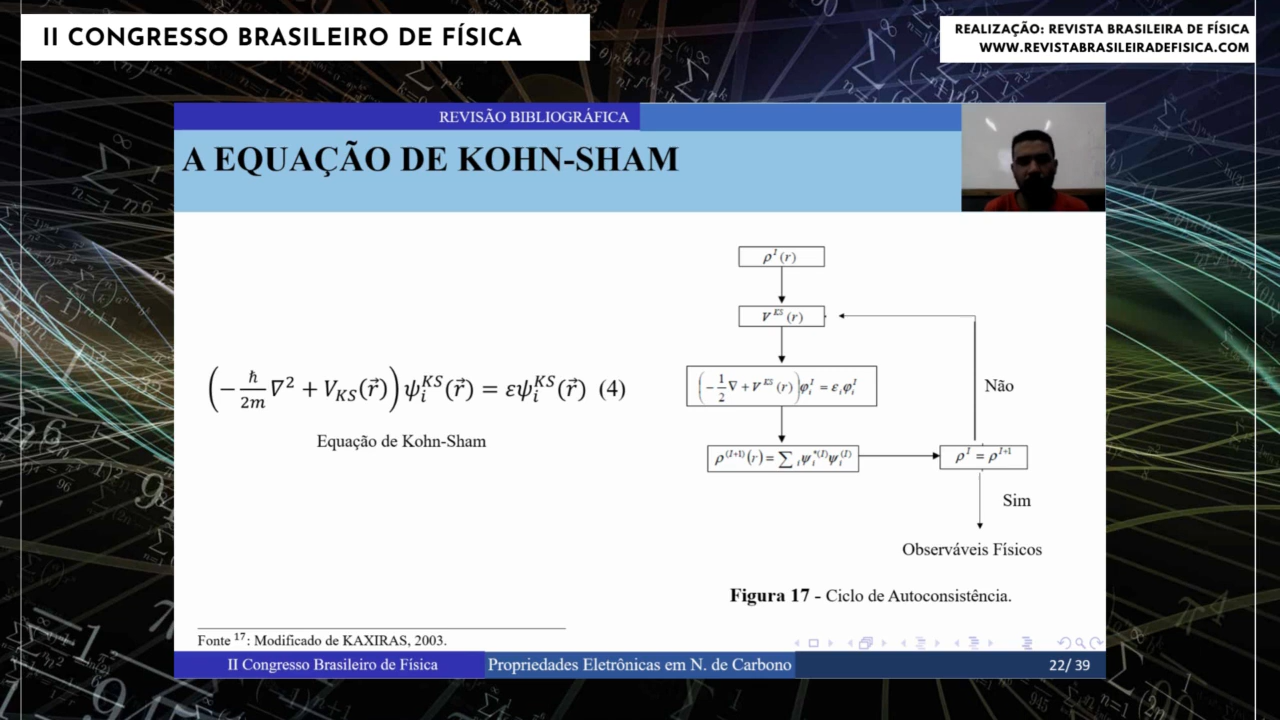 II CONGRESSO BRASILEIRO DE FÍSICA
REALIZAÇÃO: REVISTA BRASILEIRA DE FÍSICA
WWW.REVISTABRASILEIRADEFISICA.COM
REVISÃO BIBLIOGRÁFICA
A EQUAÇÃO DE KOHN-SHAM
(-ħ/2m ∇² + V_KS(r⃗)) ψ_i^KS(r⃗) = εψ_i^KS(r⃗) (4)
Equação de Kohn-Sham
ρ^I(r)
V^KS(r)
(-1/2 ∇ + V^KS(r)) φ_i^I = ε_i φ_i^I
Não
ρ^(I+1)(r) = ∑_i ψ_i^*(I) ψ_i^(I)
ρ^I = ρ^I+1
Sim
Observáveis Físicos
Figura 17 - Ciclo de Autoconsistência.
Fonte ¹⁷: Modificado de KAXIRAS, 2003.
II Congresso Brasileiro de Física
Propriedades Eletrônicas em N. de Carbono
22/ 39